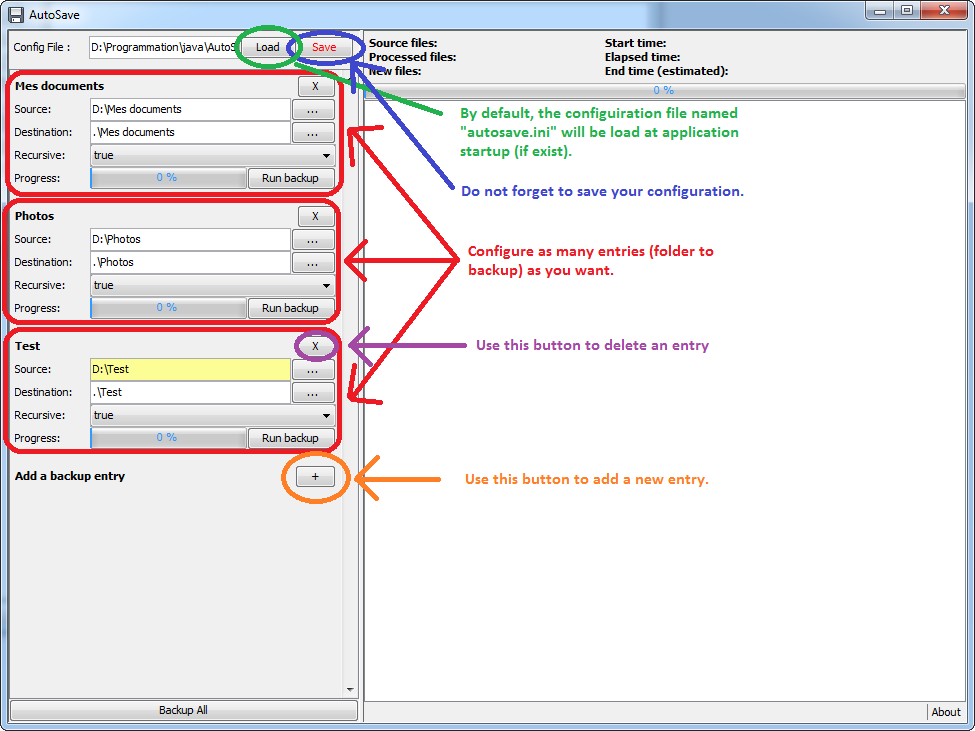 AutoSave
Config File :
D:\Programmation\java\AutoS
Load
Save
Source files:
Processed files:
New files:
Start time:
Elapsed time:
End time (estimated):
0 %
Mes documents
X
Source:
D:\Mes documents
...
Destination:
.\Mes documents
...
Recursive:
true
Progress:
0 %
Run backup
Photos
X
Source:
D:\Photos
...
Destination:
.\Photos
...
Recursive:
true
Progress:
0 %
Run backup
Test
X
Source:
D:\Test
...
Destination:
.\Test
...
Recursive:
true
Progress:
0 %
Run backup
Add a backup entry
+
Backup All
By default, the configuiration file named
"autosave.ini" will be load at application
startup (if exist).
Do not forget to save your configuration.
Configure as many entries (folder to
backup) as you want.
Use this button to delete an entry
Use this button to add a new entry.
About